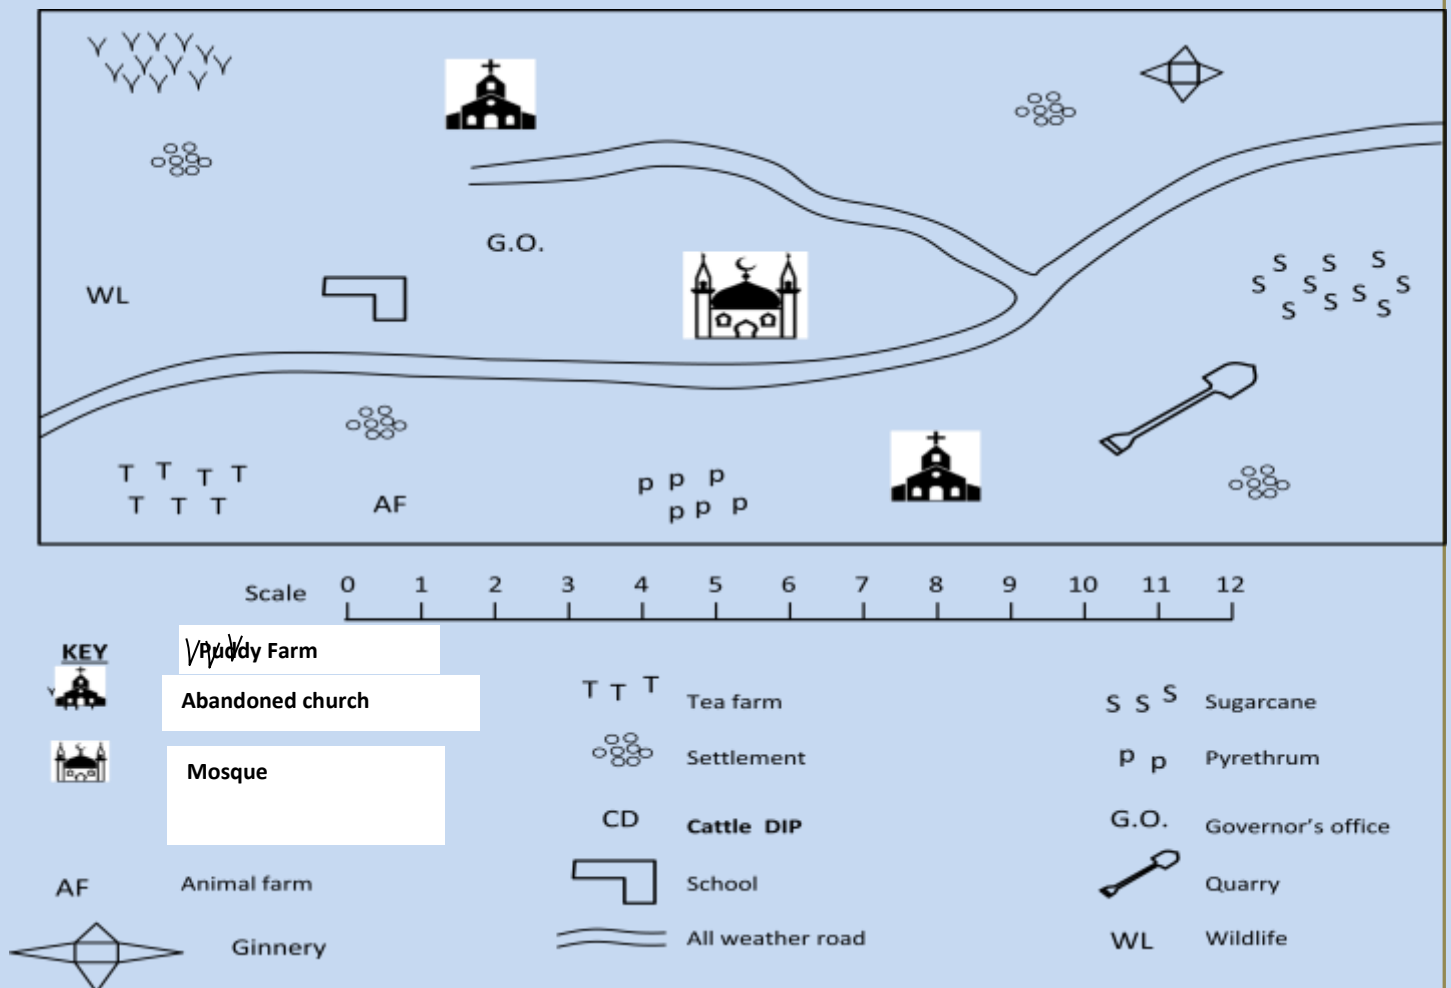 G.O.
WL
S S S
S S S S S
S S
T T T T
T T T
AF
P P P
P P P
Scale 0 1 2 3 4 5 6 7 8 9 10 11 12
KEY
Puddy Farm
Abandoned church
T T T Tea farm
S S S Sugarcane
Mosque
Settlement
P P Pyrethrum
CD Cattle DIP
G.O. Governor's office
AF Animal farm
School
Quarry
Ginnery
All weather road
WL Wildlife